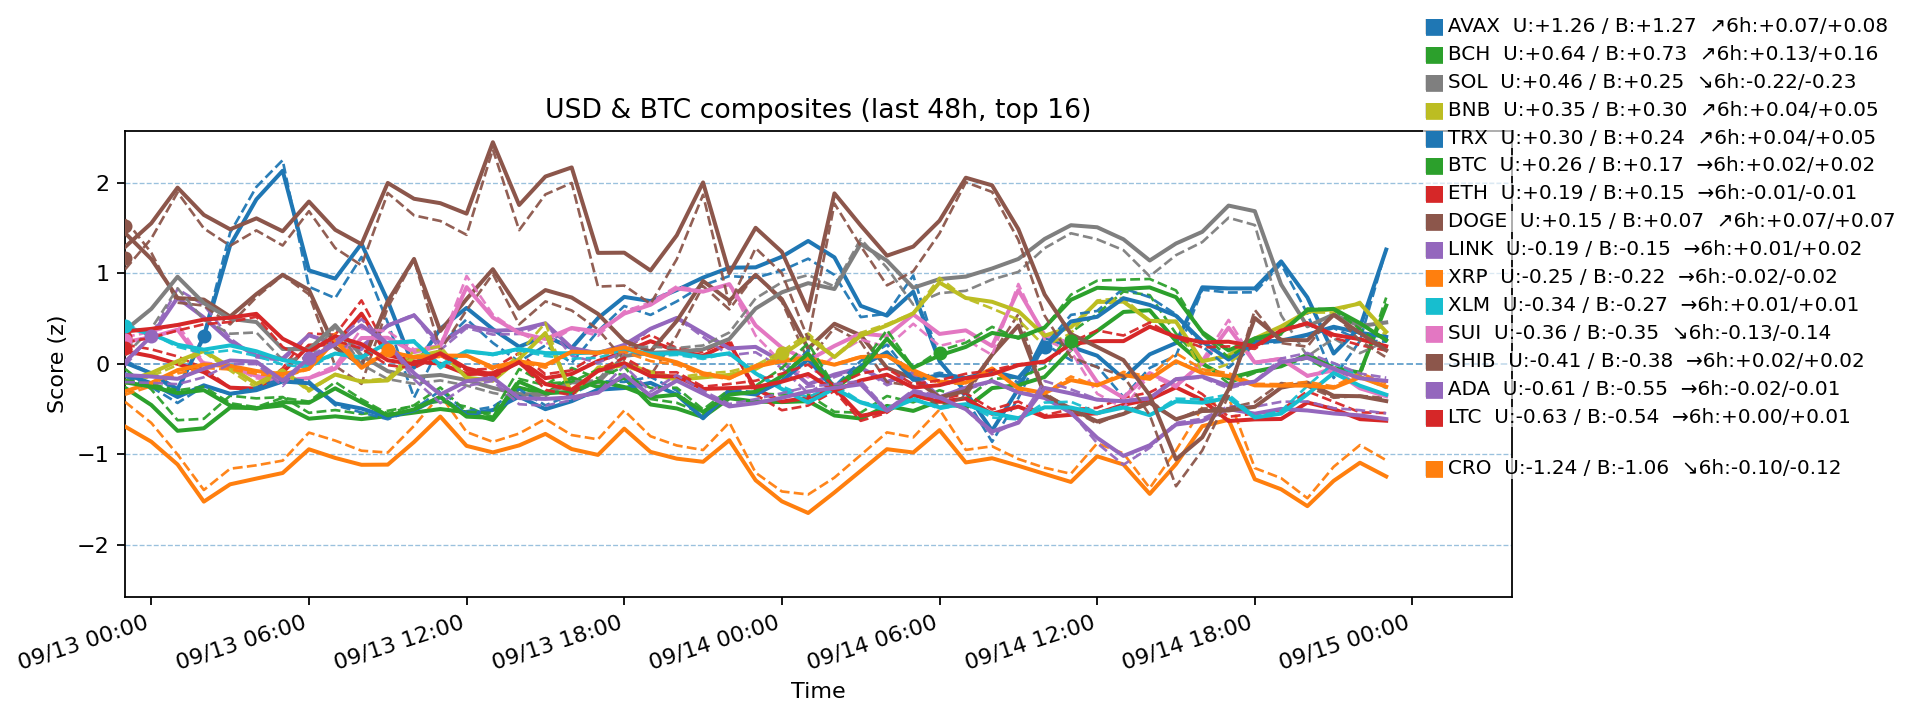 AVAX  U:+1.26 / B:+1.27  ↗6h:+0.07/+0.08
BCH  U:+0.64 / B:+0.73  ↗6h:+0.13/+0.16
SOL  U:+0.46 / B:+0.25  ↘6h:-0.22/-0.23
BNB  U:+0.35 / B:+0.30  ↗6h:+0.04/+0.05
TRX  U:+0.30 / B:+0.24  ↗6h:+0.04/+0.05
BTC  U:+0.26 / B:+0.17  →6h:+0.02/+0.02
ETH  U:+0.19 / B:+0.15  →6h:-0.01/-0.01
DOGE  U:+0.15 / B:+0.07  ↗6h:+0.07/+0.07
LINK  U:-0.19 / B:-0.15  →6h:+0.01/+0.02
XRP  U:-0.25 / B:-0.22  →6h:-0.02/-0.02
XLM  U:-0.34 / B:-0.27  →6h:+0.01/+0.01
SUI  U:-0.36 / B:-0.35  ↘6h:-0.13/-0.14
SHIB  U:-0.41 / B:-0.38  →6h:+0.02/+0.02
ADA  U:-0.61 / B:-0.55  →6h:-0.02/-0.01
LTC  U:-0.63 / B:-0.54  →6h:+0.00/+0.01
CRO  U:-1.24 / B:-1.06  ↘6h:-0.10/-0.12
USD & BTC composites (last 48h, top 16)
Score (z)
2
1
0
−1
−2
09/13 00:00
09/13 06:00
09/13 12:00
09/13 18:00
09/14 00:00
09/14 06:00
09/14 12:00
09/14 18:00
09/15 00:00
Time